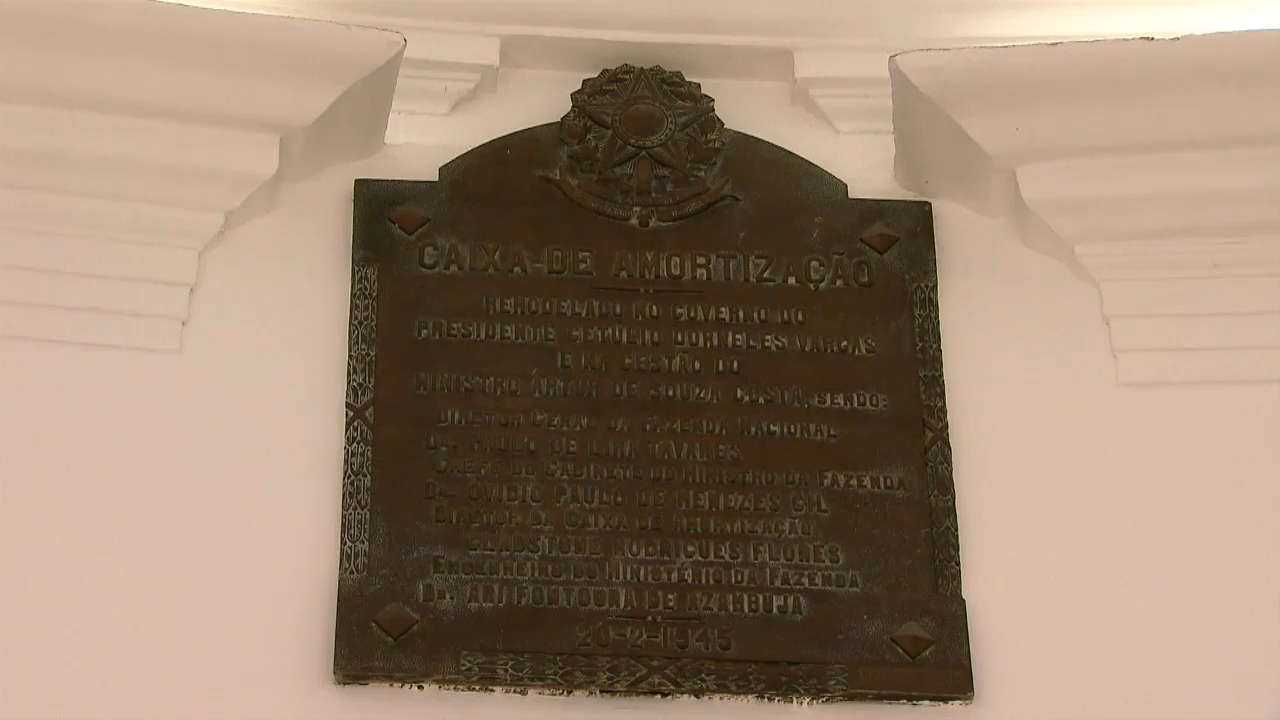 CAIXA-DE AMORTIZAÇÃO
REMODELADO NO GOVERNO DO
PRESIDENTE GETÚLIO DORNELES VARGAS
E NA GESTÃO DO
MINISTRO ARTUR DE SOUZA COSTA, SENDO:
DIRETOR GERAL DA FAZENDA NACIONAL
DR. PAULO DE LIRA TAVARES
CHEFE DO GABINETE DO MINISTRO DA FAZENDA
DR. OVIDIO PAULO DE MENEZES GIL
DIRETOR DA CAIXA DE AMORTIZAÇÃO
GLADSTONE RODRIGUES FLORES
ENGENHEIRO DO MINISTÉRIO DA FAZENDA
DR. ARI FONTOURA DE AZAMBUJA
20-2-1945